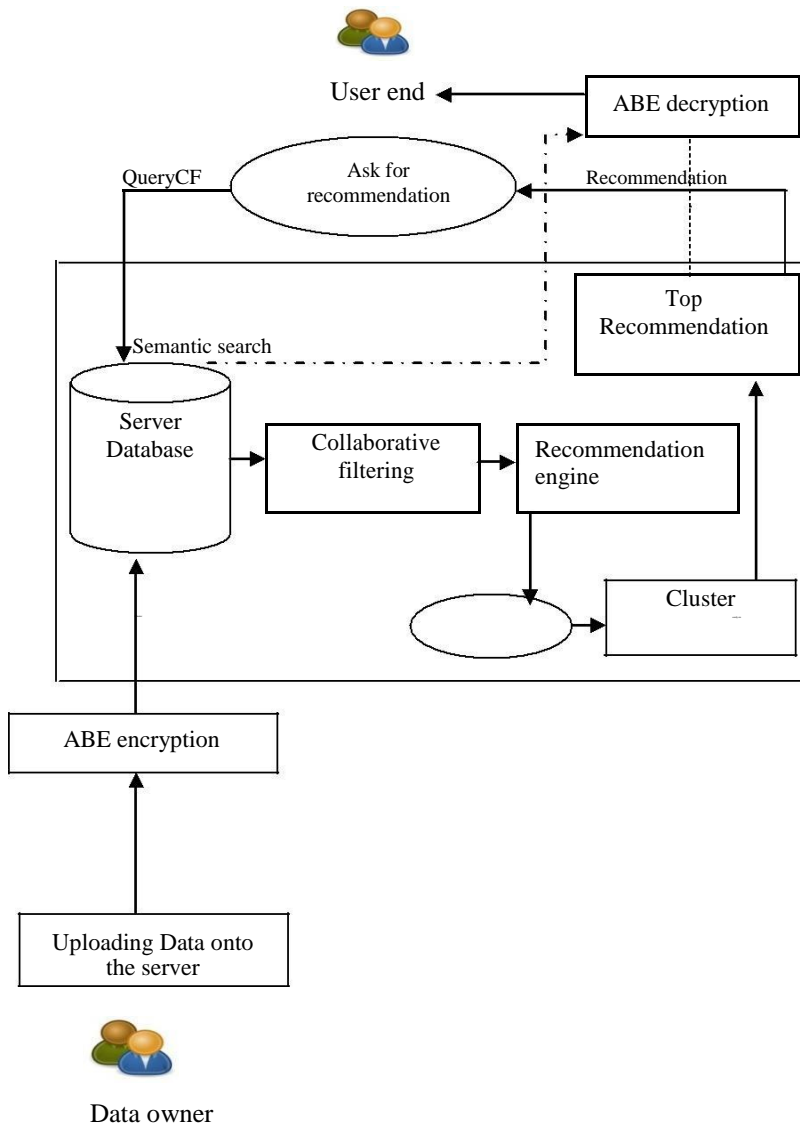 User end
ABE decryption
QueryCF
Ask for
recommendation
Recommendation
Top
Recommendation
Semantic search
Server
Database
Collaborative
filtering
Recommendation
engine
Cluster
ABE encryption
Uploading Data onto
the server
Data owner